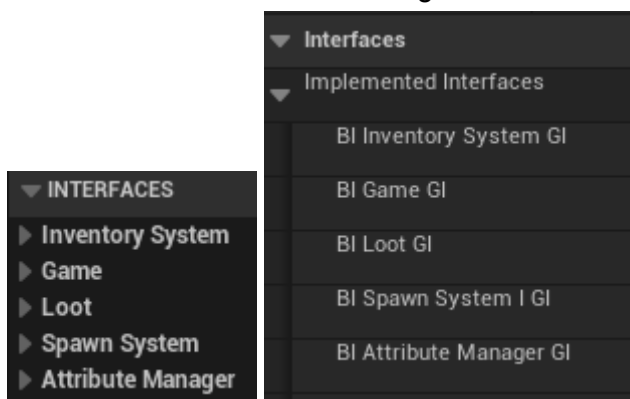 INTERFACES
Inventory System
Game
Loot
Spawn System
Attribute Manager
Interfaces
Implemented Interfaces
BI Inventory System GI
BI Game GI
BI Loot GI
BI Spawn System I GI
BI Attribute Manager GI